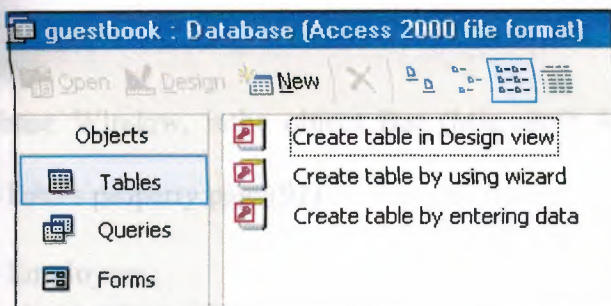 guestbook : Database (Access 2000 file format)
Open Design New
Objects
Tables
Queries
Forms
Create table in Design view
Create table by using wizard
Create table by entering data